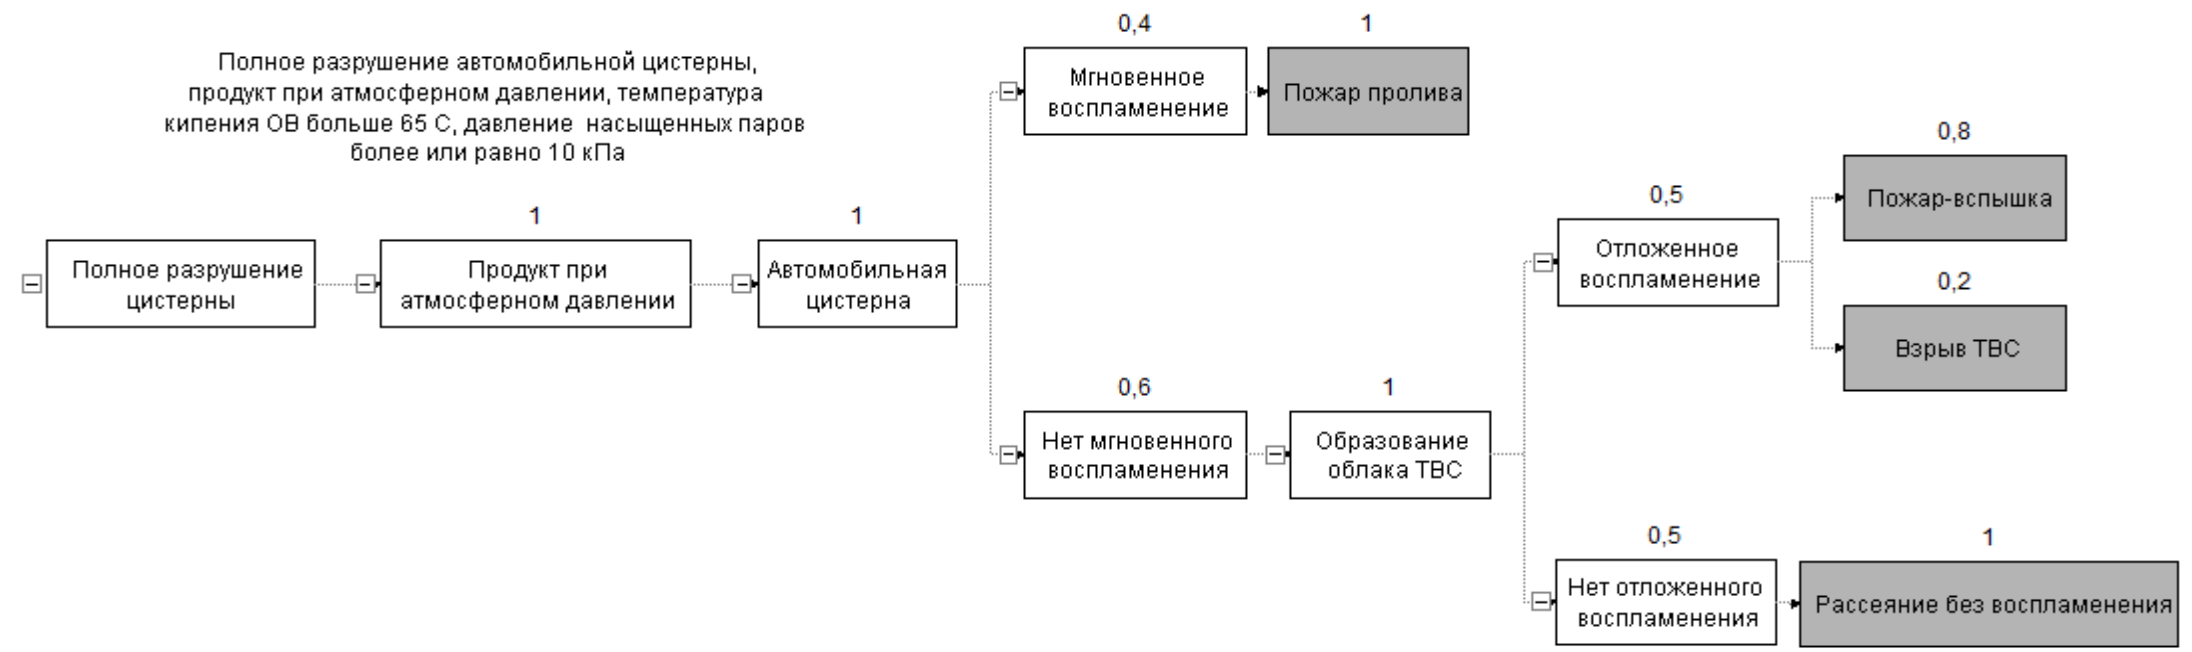 Полное разрушение автомобильной цистерны,
продукт при атмосферном давлении, температура
кипения ОВ больше 65 С, давление насыщенных паров
более или равно 10 кПа
Полное разрушение
цистерны
1
Продукт при
атмосферном давлении
1
Автомобильная
цистерна
0,4
Мгновенное
воспламенение
1
Пожар пролива
0,6
Нет мгновенного
воспламенения
1
Образование
облака ТВС
0,5
Отложенное
воспламенение
0,8
Пожар-вспышка
0,2
Взрыв ТВС
0,5
Нет отложенного
воспламенения
1
Рассеяние без воспламенения